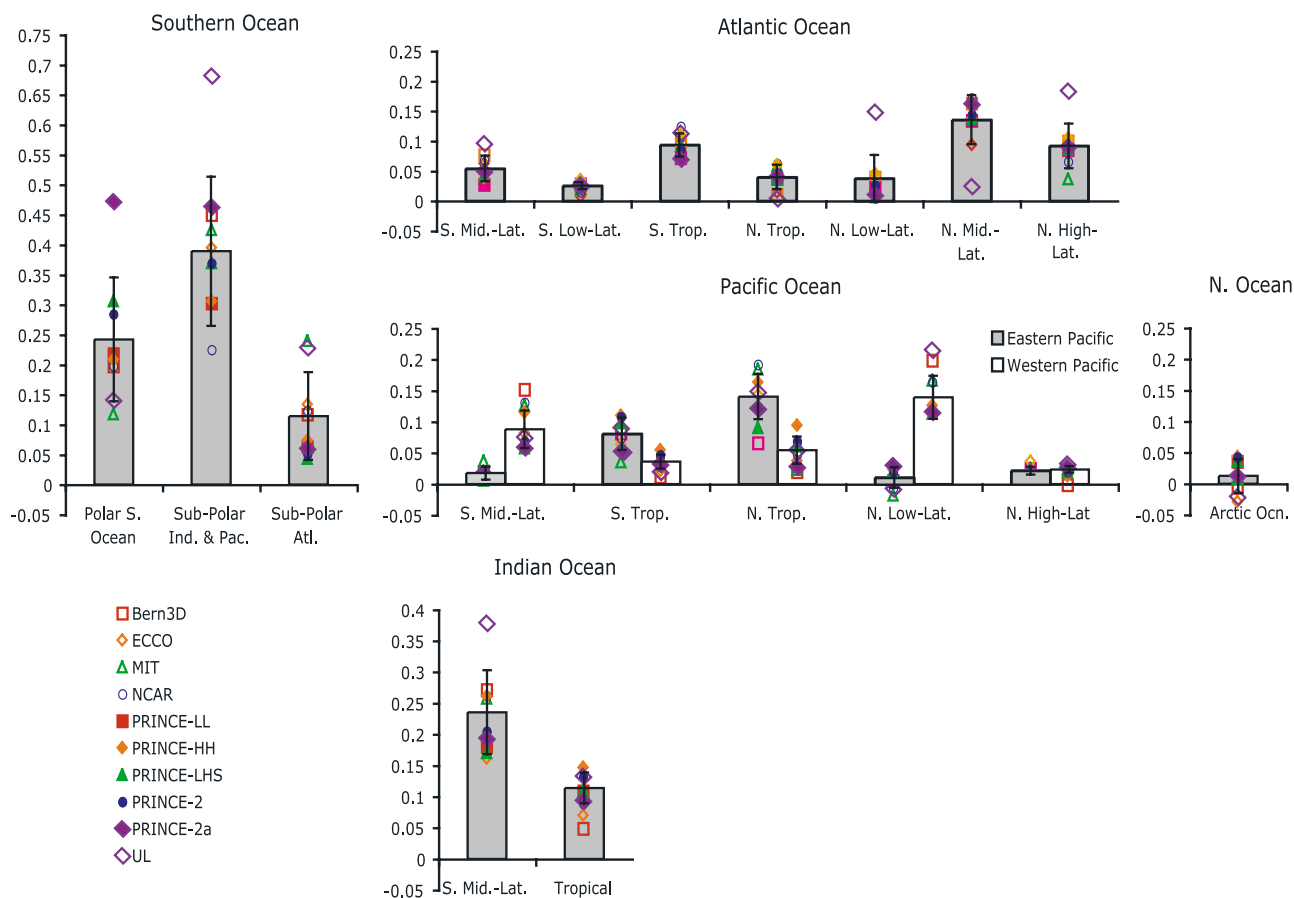 Southern Ocean
0.75
0.7
0.65
0.6
0.55
0.5
0.45
0.4
0.35
0.3
0.25
0.2
0.15
0.1
0.05
0
-0.05
Polar S. Ocean
Sub-Polar Ind. & Pac.
Sub-Polar Atl.
Atlantic Ocean
0.25
0.2
0.15
0.1
0.05
0
-0.05
S. Mid.-Lat.
S. Low-Lat.
S. Trop.
N. Trop.
N. Low-Lat.
N. Mid.-
Lat.
N. High-
Lat.
Pacific Ocean
0.25
0.2
0.15
0.1
0.05
0
-0.05
Eastern Pacific
Western Pacific
S. Mid.-Lat.
S. Trop.
N. Trop.
N. Low-Lat.
N. High-Lat
N. Ocean
0.25
0.2
0.15
0.1
0.05
0
-0.05
Arctic Ocn.
Indian Ocean
0.4
0.35
0.3
0.25
0.2
0.15
0.1
0.05
0
-0.05
S. Mid.-Lat.
Tropical
Bern3D
ECCO
MIT
NCAR
PRINCE-LL
PRINCE-HH
PRINCE-LHS
PRINCE-2
PRINCE-2a
UL